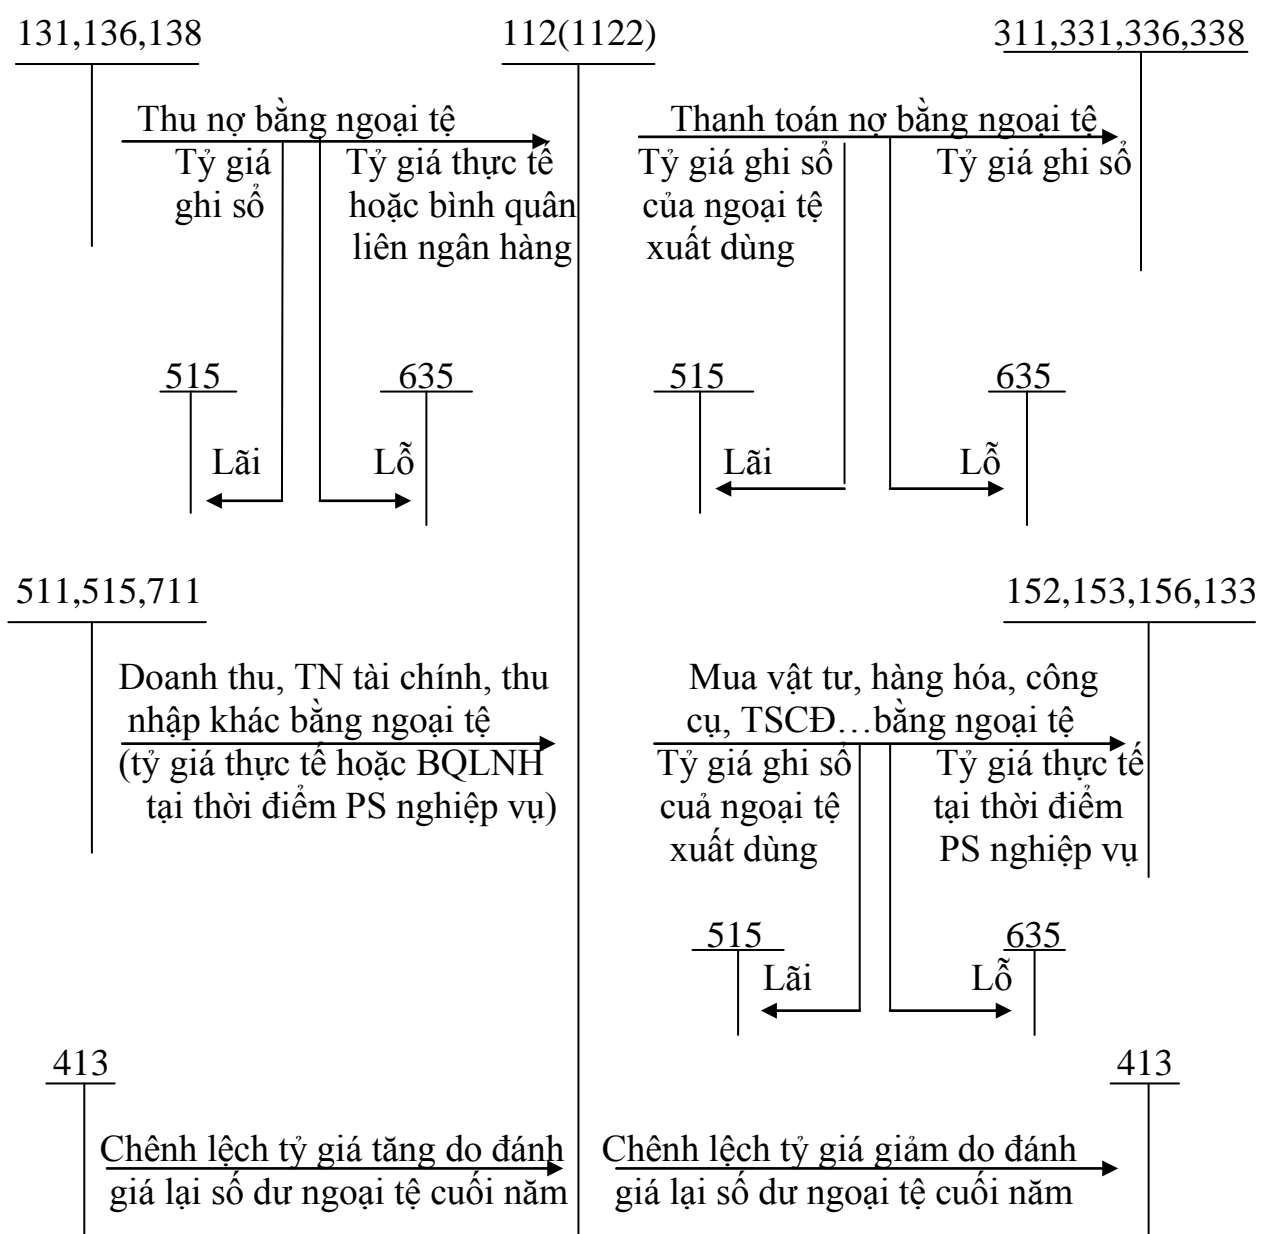 131,136,138
112(1122)
311,331,336,338
Thu nợ bằng ngoại tệ
Tỷ giá
ghi sổ
Tỷ giá thực tế
hoặc bình quân
liên ngân hàng
Thanh toán nợ bằng ngoại tệ
Tỷ giá ghi sổ
của ngoại tệ
xuất dùng
Tỷ giá ghi sổ
515
635
515
635
Lãi
Lỗ
Lãi
Lỗ
511,515,711
152,153,156,133
Doanh thu, TN tài chính, thu
nhập khác bằng ngoại tệ
(tỷ giá thực tế hoặc BQLNH
tại thời điểm PS nghiệp vụ)
Mua vật tư, hàng hóa, công
cụ, TSCĐ…bằng ngoại tệ
Tỷ giá ghi sổ
cuả ngoại tệ
xuất dùng
Tỷ giá thực tế
tại thời điểm
PS nghiệp vụ
515
635
Lãi
Lỗ
413
413
Chênh lệch tỷ giá tăng do đánh
giá lại số dư ngoại tệ cuối năm
Chênh lệch tỷ giá giảm do đánh
giá lại số dư ngoại tệ cuối năm